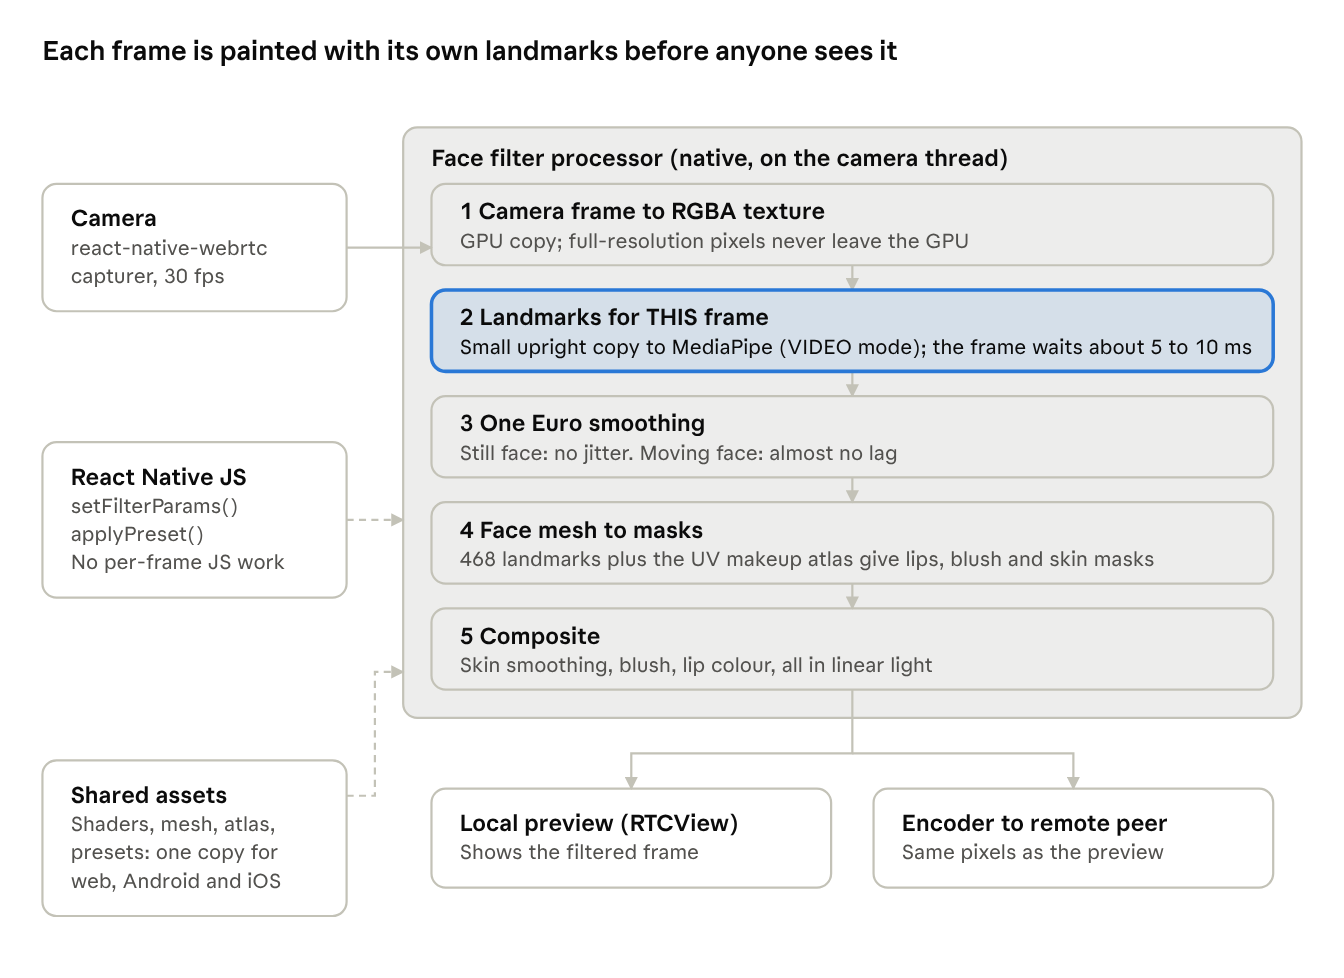 Each frame is painted with its own landmarks before anyone sees it
Face filter processor (native, on the camera thread)
Camera
react-native-webrtc
capturer, 30 fps
1 Camera frame to RGBA texture
GPU copy; full-resolution pixels never leave the GPU
2 Landmarks for THIS frame
Small upright copy to MediaPipe (VIDEO mode); the frame waits about 5 to 10 ms
3 One Euro smoothing
Still face: no jitter. Moving face: almost no lag
React Native JS
setFilterParams()
applyPreset()
No per-frame JS work
4 Face mesh to masks
468 landmarks plus the UV makeup atlas give lips, blush and skin masks
5 Composite
Skin smoothing, blush, lip colour, all in linear light
Shared assets
Shaders, mesh, atlas,
presets: one copy for
web, Android and iOS
Local preview (RTCView)
Shows the filtered frame
Encoder to remote peer
Same pixels as the preview